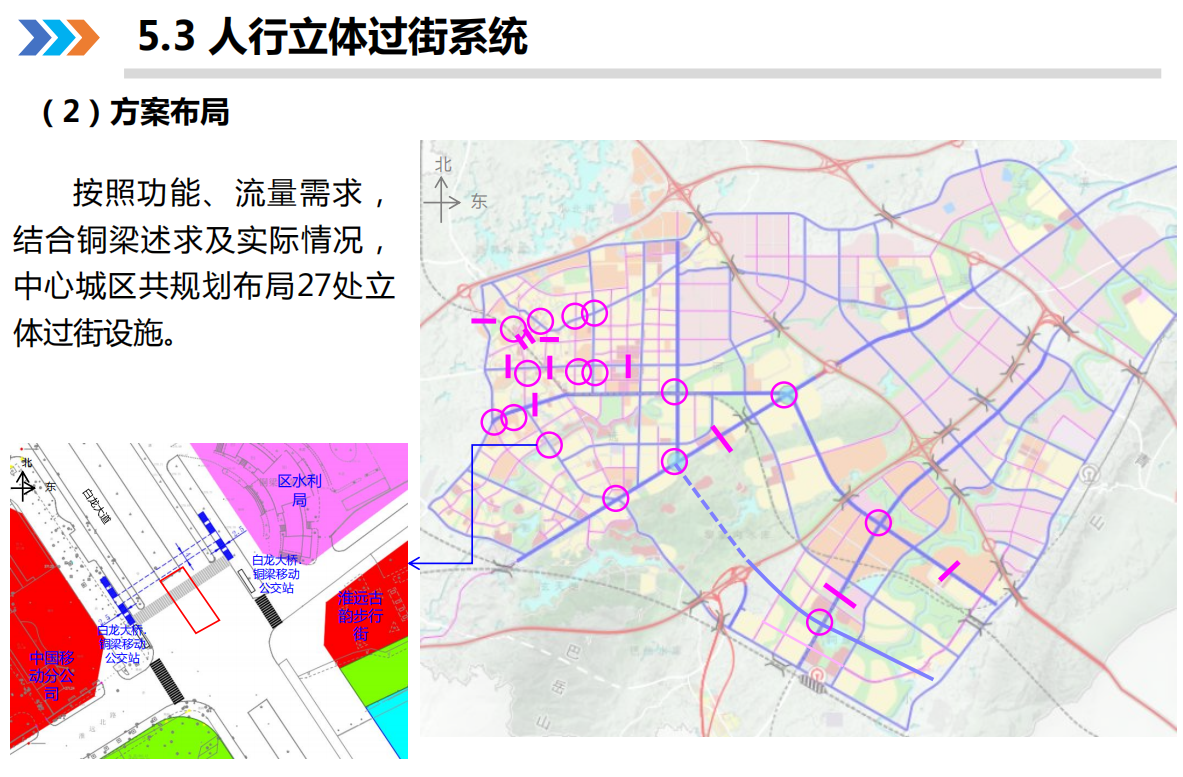 5.3 人行立体过街系统
（2）方案布局
按照功能、流量需求，
结合铜梁述求及实际情况，
中心城区共规划布局27处立
体过街设施。
北
东
巴
岳
山
山
北
东
白龙大道
区水利
局
白龙大桥.
铜梁移动
公交站
淮远古
韵步行
街
白龙大桥.
铜梁移动.
公交站
中国移
动分公
司
淮远北路